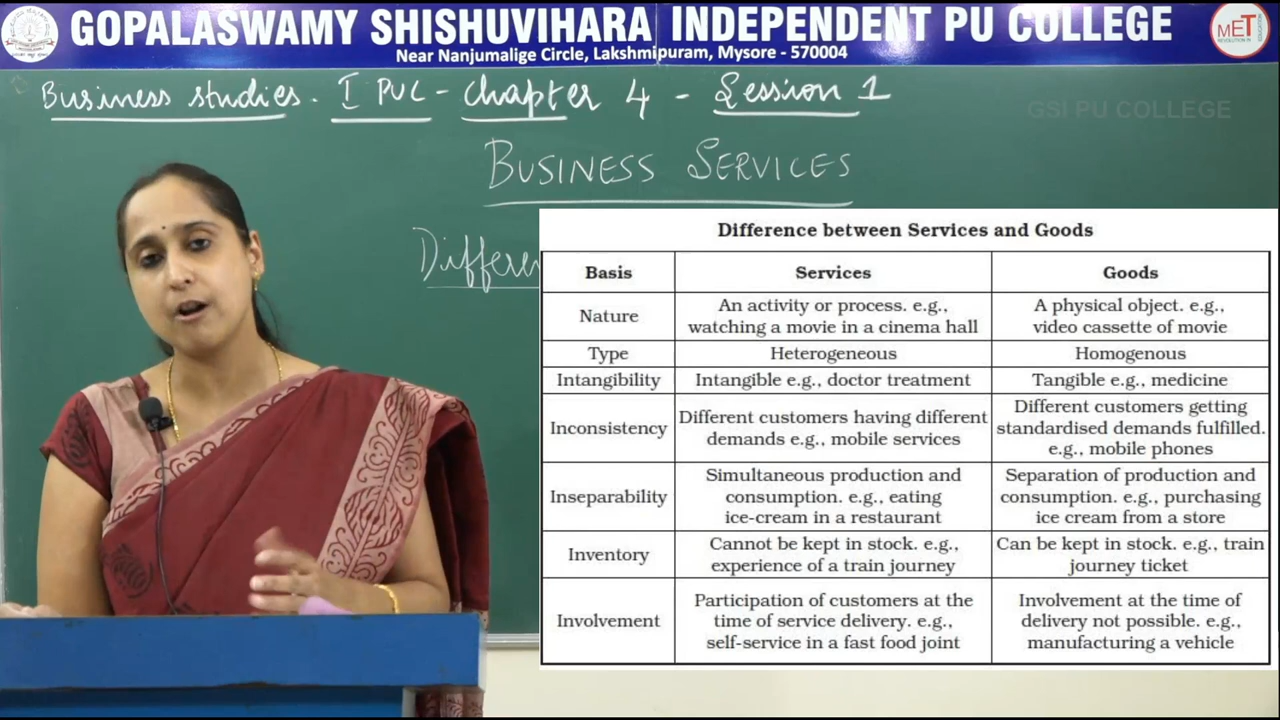 GOPALASWAMY SHISHUVIHARA INDEPENDENT PU COLLEGE
Near Nanjumalige Circle, Lakshmipuram, Mysore - 570004
MET
Business studies. I PUC - Chapter 4 - Session 1
GSI PU COLLEGE
BUSINESS SERVICES
Differen
Difference between Services and Goods
Basis Services Goods
Nature An activity or process. e.g., watching a movie in a cinema hall A physical object. e.g., video cassette of movie
Type Heterogeneous Homogenous
Intangibility Intangible e.g., doctor treatment Tangible e.g., medicine
Inconsistency Different customers having different demands e.g., mobile services Different customers getting standardised demands fulfilled. e.g., mobile phones
Inseparability Simultaneous production and consumption. e.g., eating ice-cream in a restaurant Separation of production and consumption. e.g., purchasing ice cream from a store
Inventory Cannot be kept in stock. e.g., experience of a train journey Can be kept in stock. e.g., train journey ticket
Involvement Participation of customers at the time of service delivery. e.g., self-service in a fast food joint Involvement at the time of delivery not possible. e.g., manufacturing a vehicle